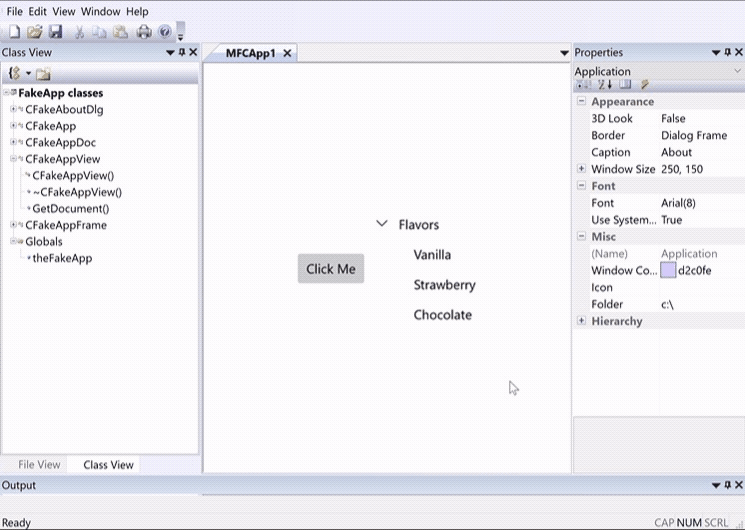 File Edit View Window Help
Class View
FakeApp classes
CFakeAboutDlg
CFakeApp
CFakeAppDoc
CFakeAppView
CFakeAppView()
~CFakeAppView()
GetDocument()
CFakeAppFrame
Globals
theFakeApp
File View Class View
MFCApp1
Click Me
Flavors
Vanilla
Strawberry
Chocolate
Properties
Application
Appearance
3D Look False
Border Dialog Frame
Caption About
Window Size 250, 150
Font
Font Arial(8)
Use System... True
Misc
(Name) Application
Window Co... d2c0fe
Icon
Folder c:\
Hierarchy
Output
Ready CAP NUM SCRL